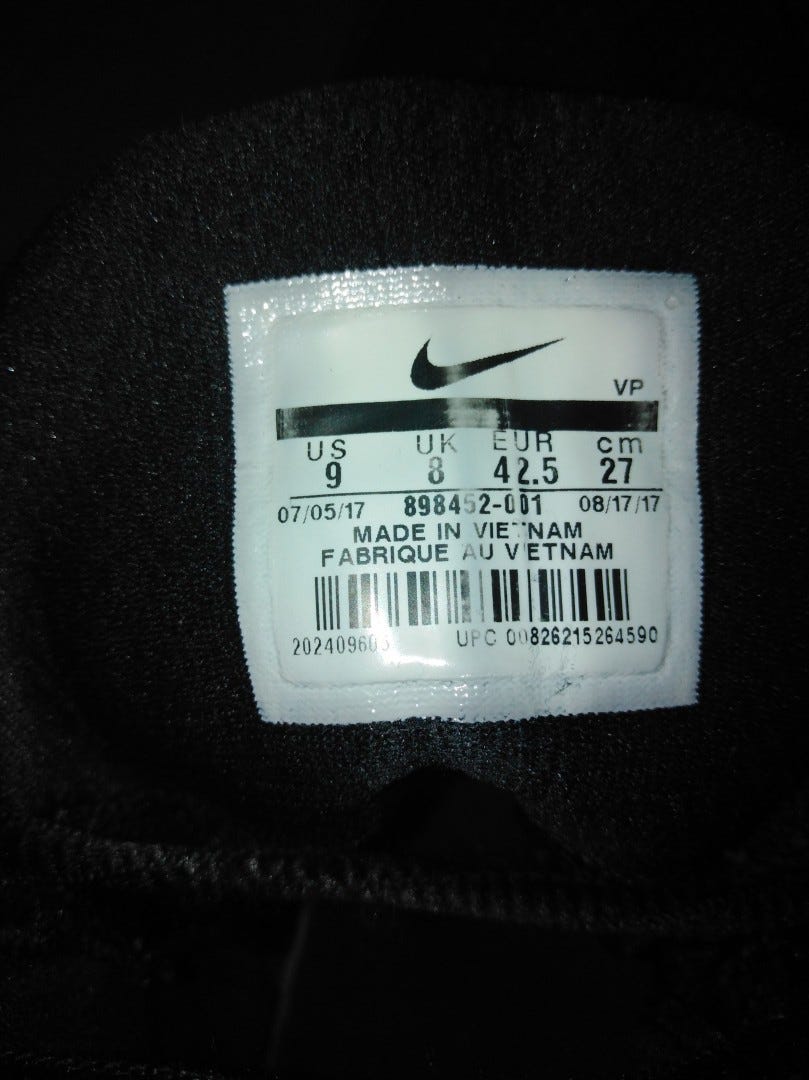 VP
US UK EUR cm
9 8 42.5 27
07/05/17 898452-001 08/17/17
MADE IN VIETNAM
FABRIQUE AU VIETNAM
UPC 00826215264590